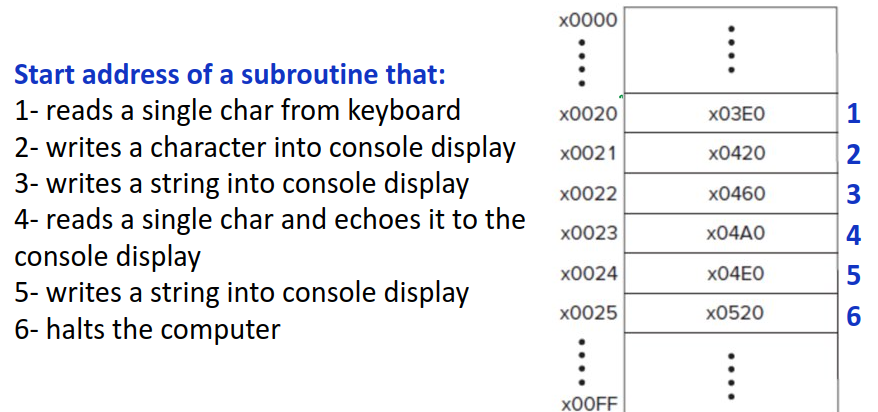 Start address of a subroutine that:
1- reads a single char from keyboard
2- writes a character into console display
3- writes a string into console display
4- reads a single char and echoes it to the
console display
5- writes a string into console display
6- halts the computer
x0000
x0020 x03E0 1
x0021 x0420 2
x0022 x0460 3
x0023 x04A0 4
x0024 x04E0 5
x0025 x0520 6
x00FF